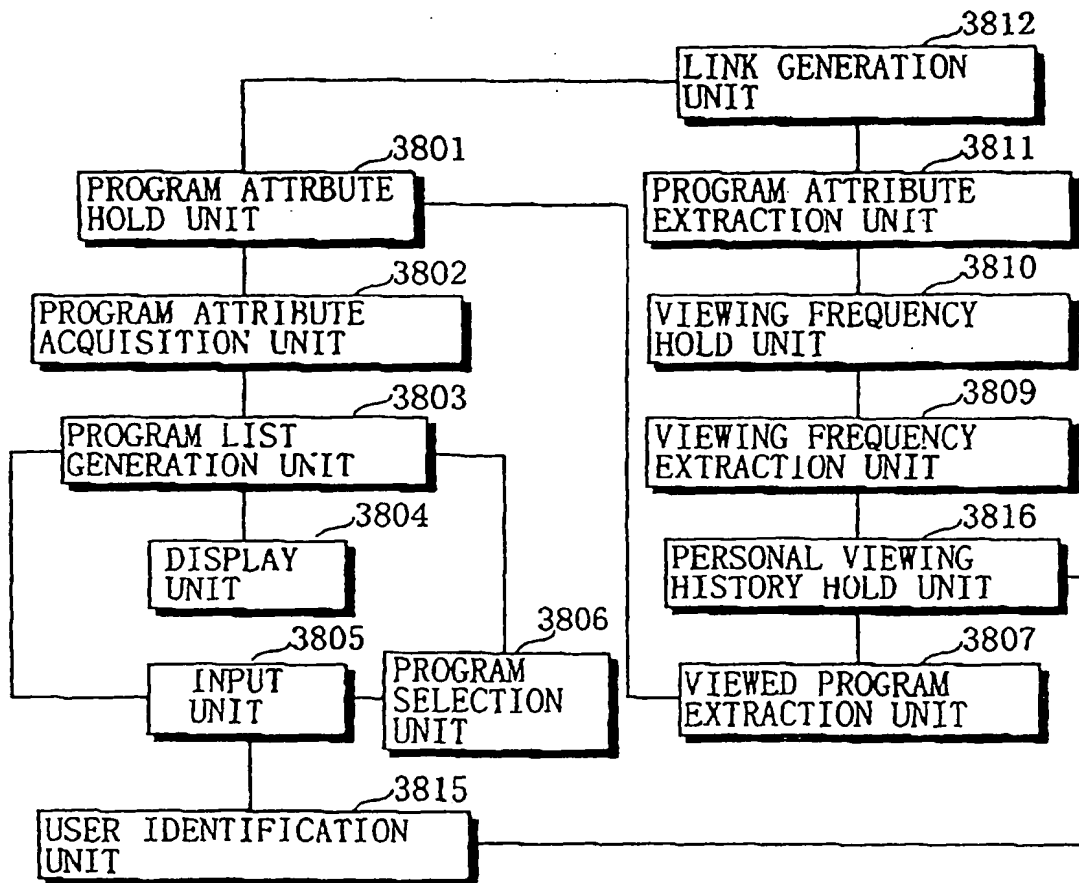 3812
LINK GENERATION
UNIT
3801
PROGRAM ATTRBUTE
HOLD UNIT
3811
PROGRAM ATTRIBUTE
EXTRACTION UNIT
3802
PROGRAM ATTRIBUTE
ACQUISITION UNIT
3810
VIEWING FREQUENCY
HOLD UNIT
3803
PROGRAM LIST
GENERATION UNIT
3809
VIEWING FREQUENCY
EXTRACTION UNIT
3804
DISPLAY
UNIT
3816
PERSONAL VIEWING
HISTORY HOLD UNIT
3805
INPUT
UNIT
3806
PROGRAM
SELECTION
UNIT
3807
VIEWED PROGRAM
EXTRACTION UNIT
3815
USER IDENTIFICATION
UNIT